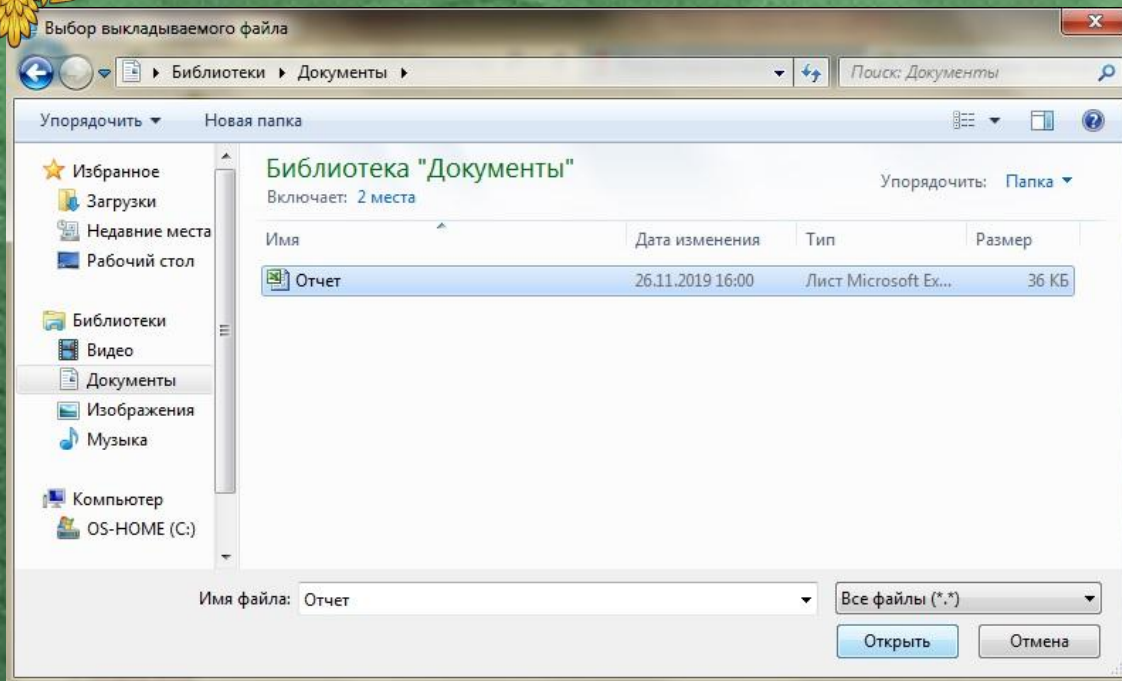 Выбор выкладываемого файла
Библиотеки Документы
Поиск: Документы
Упорядочить Новая папка
Избранное
Загрузки
Недавние места
Рабочий стол
Библиотеки
Видео
Документы
Изображения
Музыка
Компьютер
OS-HOME (C:)
Библиотека "Документы"
Включает: 2 места
Упорядочить: Папка
Имя Дата изменения Тип Размер
Отчет 26.11.2019 16:00 Лист Microsoft Ex... 36 КБ
Имя файла: Отчет
Все файлы (*.*)
Открыть Отмена